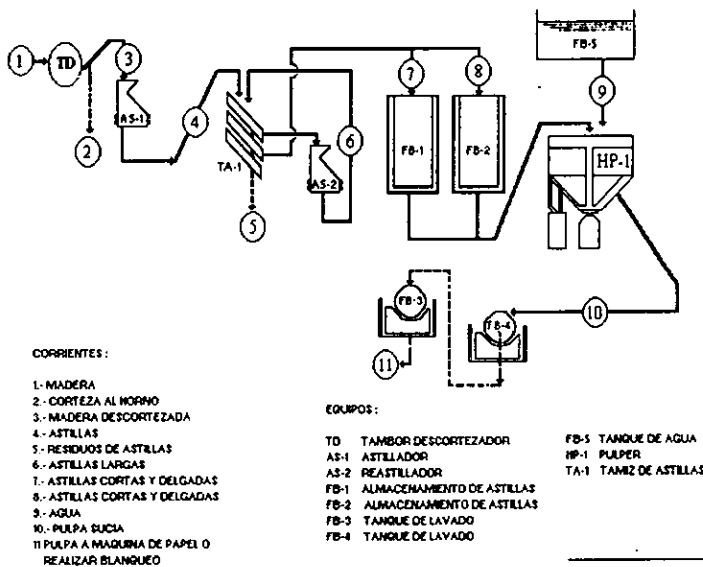 1
TD
3
AS-1
2
4
TA-1
5
AS-2
6
7
8
FB-1
FB-2
FB-5
9
HP-1
10
FB-3
FB-4
11
CORRIENTES :
1.- MADERA
2.- CORTEZA AL HORNO
3.- MADERA DESCORTEZADA
4.- ASTILLAS
5.- RESIDUOS DE ASTILLAS
6.- ASTILLAS LARGAS
7.- ASTILLAS CORTAS Y DELGADAS
8.- ASTILLAS CORTAS Y DELGADAS
9.- AGUA
10.- PULPA SUCIA
11 PULPA A MAQUINA DE PAPEL O
REALIZAR BLANQUEO
EQUIPOS :
TD TAMBOR DESCORTEZADOR
AS-1 ASTILLADOR
AS-2 REASTILLADOR
FB-1 ALMACENAMIENTO DE ASTILLAS
FB-2 ALMACENAMIENTO DE ASTILLAS
FB-3 TANQUE DE LAVADO
FB-4 TANQUE DE LAVADO
FB-5 TANQUE DE AGUA
HP-1 PULPER
TA-1 TAMIZ DE ASTILLAS